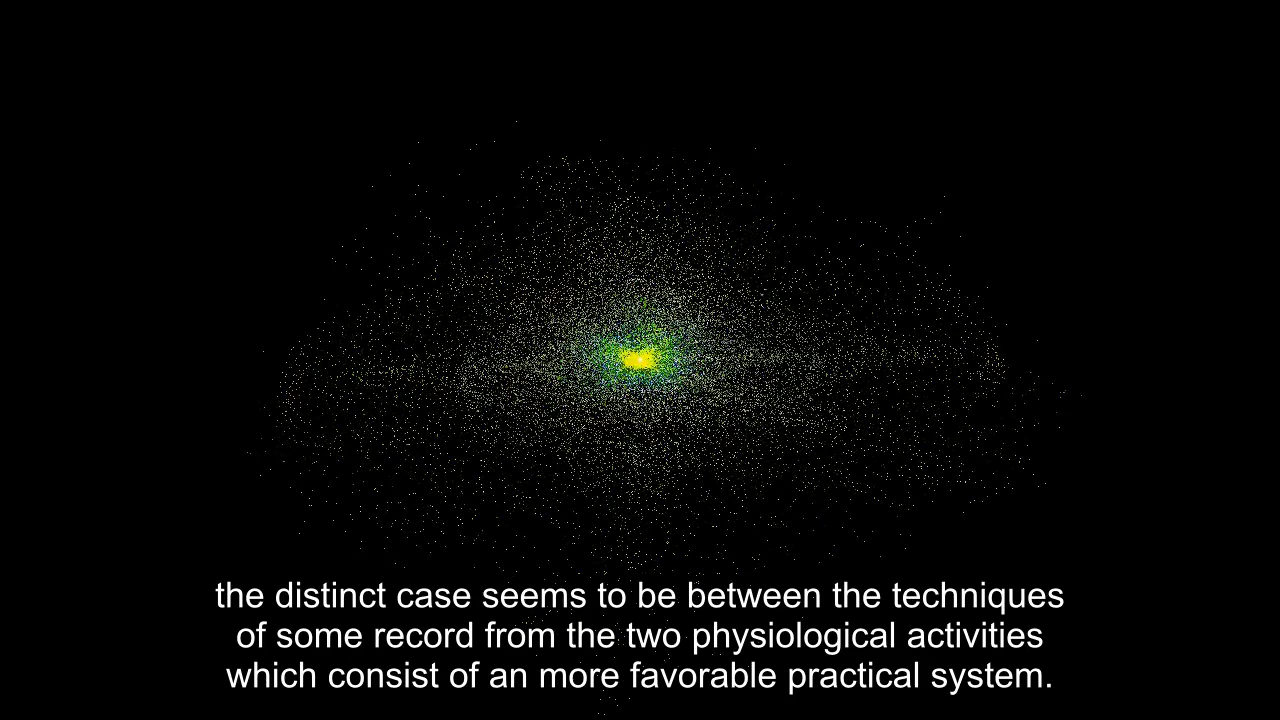 the distinct case seems to be between the techniques
of some record from the two physiological activities
which consist of an more favorable practical system.